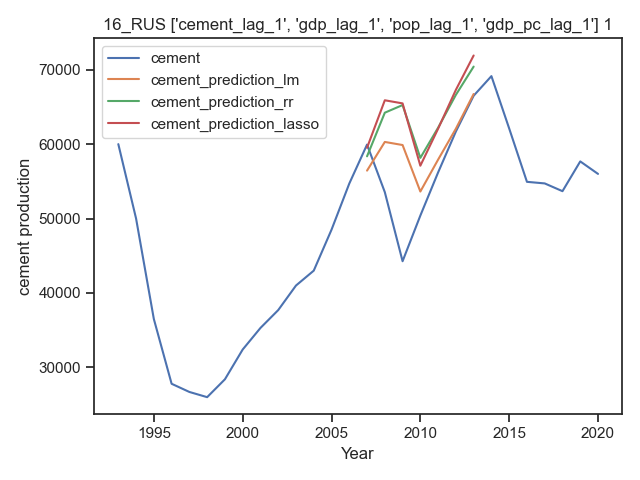 16_RUS ['cement_lag_1', 'gdp_lag_1', 'pop_lag_1', 'gdp_pc_lag_1'] 1
cement
cement_prediction_lm
cement_prediction_rr
cement_prediction_lasso
70000
60000
50000
40000
30000
cement production
1995 2000 2005 2010 2015 2020
Year